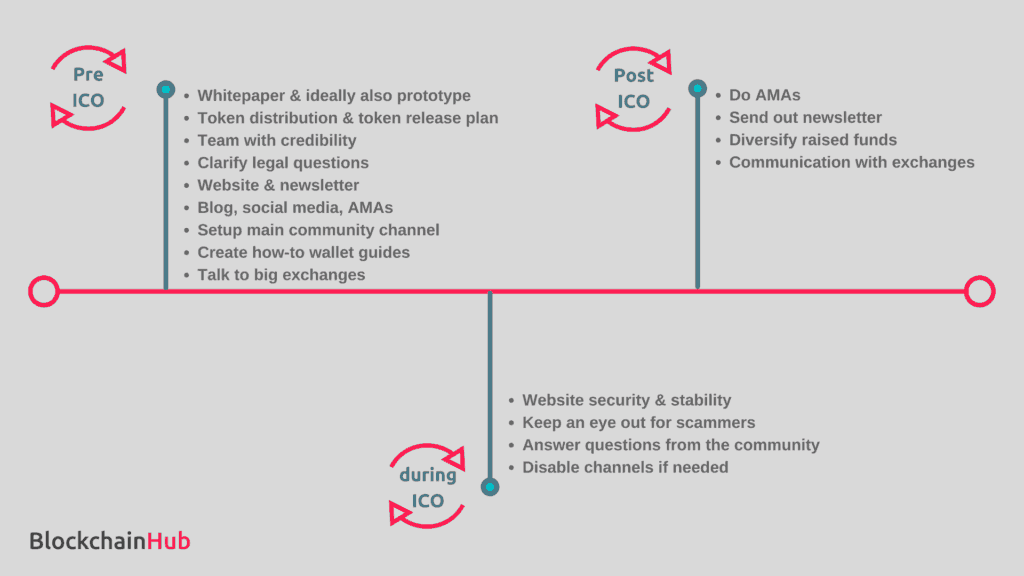 Pre
ICO
• Whitepaper & ideally also prototype
• Token distribution & token release plan
• Team with credibility
• Clarify legal questions
• Website & newsletter
• Blog, social media, AMAs
• Setup main community channel
• Create how-to wallet guides
• Talk to big exchanges
Post
ICO
• Do AMAs
• Send out newsletter
• Diversify raised funds
• Communication with exchanges
during
ICO
• Website security & stability
• Keep an eye out for scammers
• Answer questions from the community
• Disable channels if needed
BlockchainHub